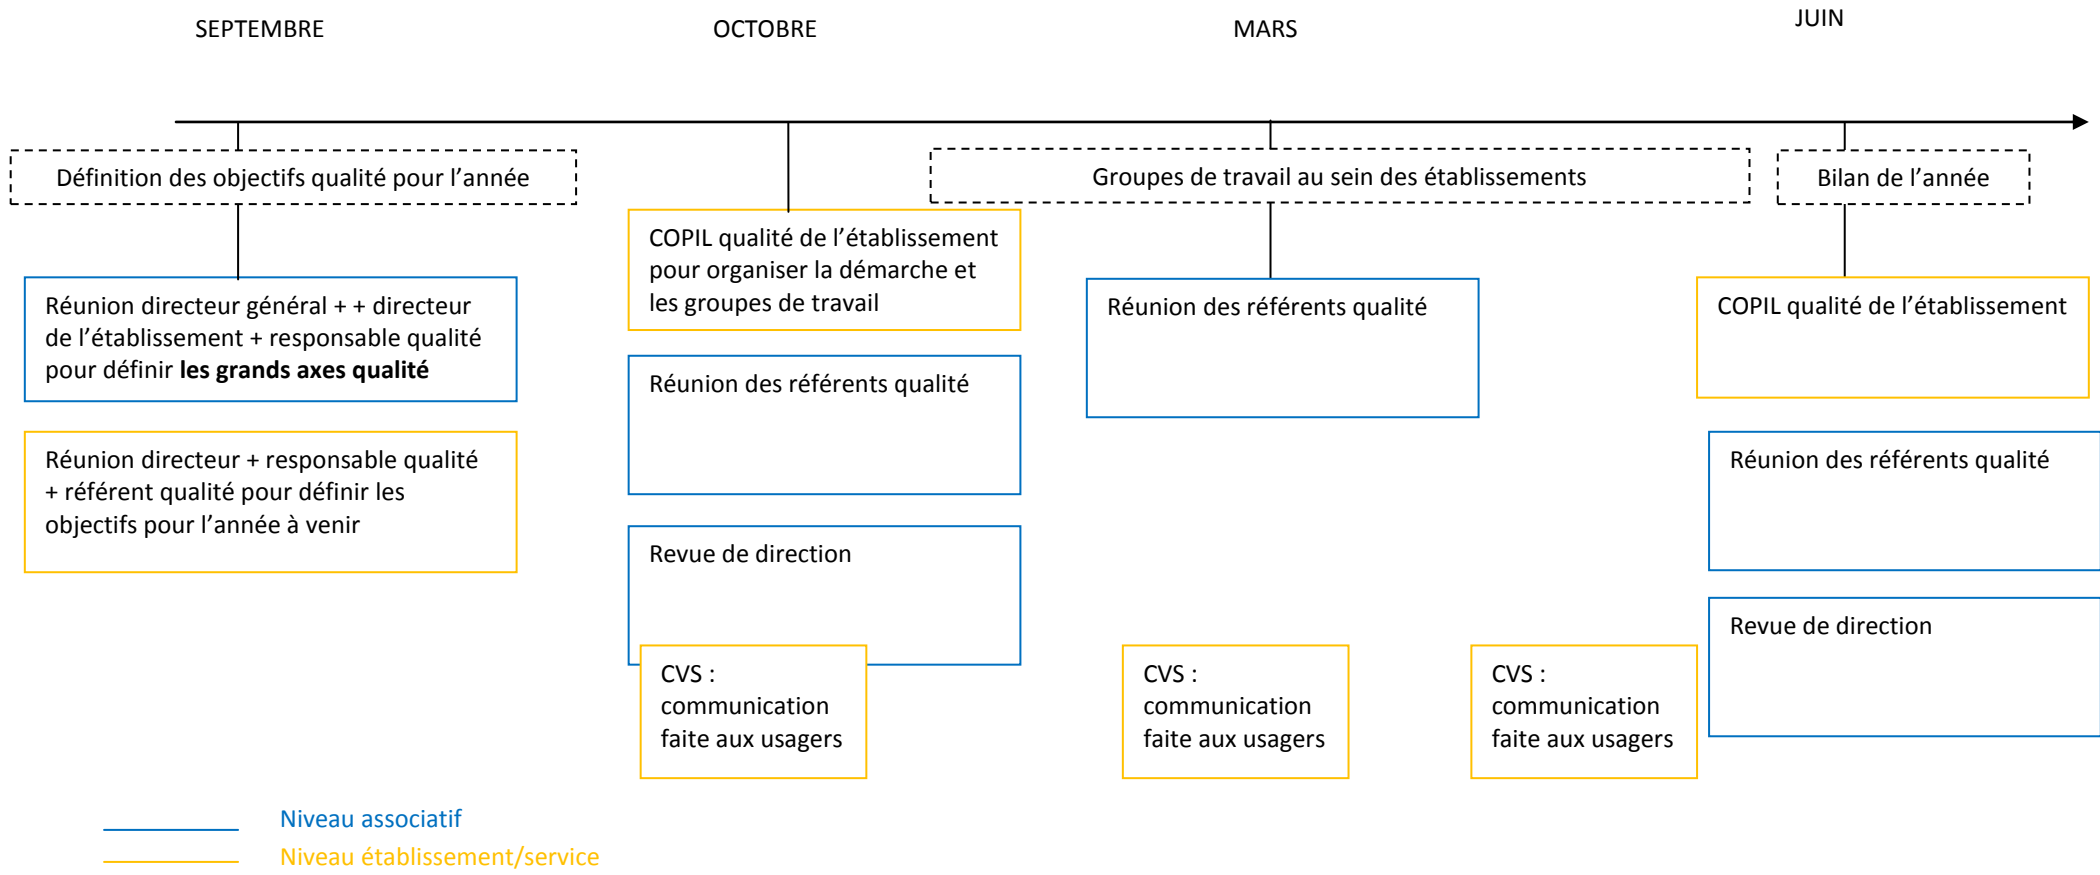 SEPTEMBRE
OCTOBRE
MARS
JUIN
Définition des objectifs qualité pour l’année
Groupes de travail au sein des établissements
Bilan de l’année
Réunion directeur général + + directeur
de l’établissement + responsable qualité
pour définir les grands axes qualité
Réunion directeur + responsable qualité
+ référent qualité pour définir les
objectifs pour l’année à venir
COPIL qualité de l’établissement
pour organiser la démarche et
les groupes de travail
Réunion des référents qualité
Revue de direction
CVS :
communication
faite aux usagers
Réunion des référents qualité
CVS :
communication
faite aux usagers
CVS :
communication
faite aux usagers
COPIL qualité de l’établissement
Réunion des référents qualité
Revue de direction
Niveau associatif
Niveau établissement/service